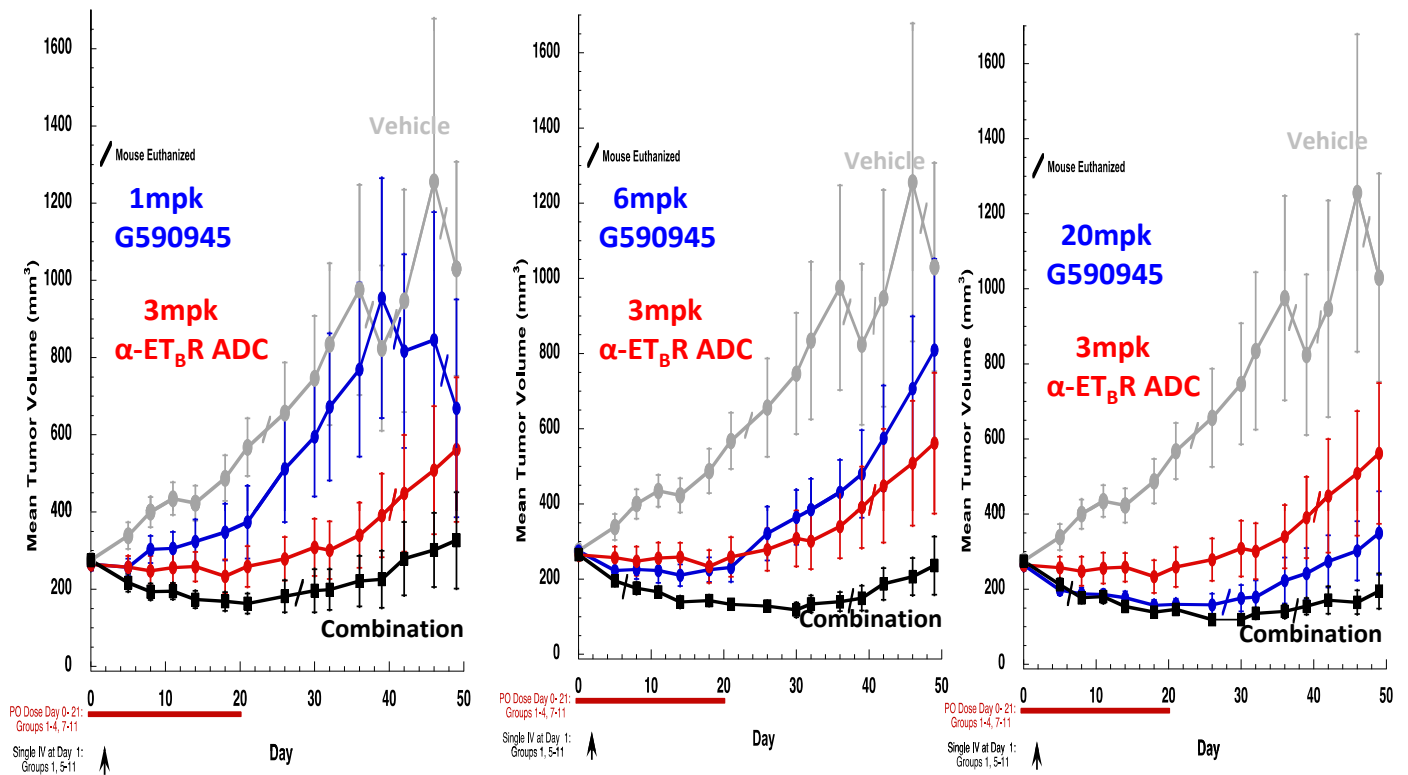 Mean Tumor Volume (mm³)
1600
1400
1200
1000
800
600
400
200
0
Vehicle
Mouse Euthanized
1mpk
G590945
3mpk
α-ETBR ADC
Combination
0 10 20 30 40 50
PO Dose Day 0- 21:
Groups 1-4, 7-11
Single IV at Day 1:
Groups 1, 5-11
Day
Mean Tumor Volume (mm³)
1600
1400
1200
1000
800
600
400
200
0
Vehicle
Mouse Euthanized
6mpk
G590945
3mpk
α-ETBR ADC
Combination
0 10 20 30 40 50
PO Dose Day 0- 21:
Groups 1-4, 7-11
Single IV at Day 1:
Groups 1, 5-11
Day
Mean Tumor Volume (mm³)
1600
1400
1200
1000
800
600
400
200
0
Vehicle
Mouse Euthanized
20mpk
G590945
3mpk
α-ETBR ADC
Combination
0 10 20 30 40 50
PO Dose Day 0- 21:
Groups 1-4, 7-11
Single IV at Day 1:
Groups 1, 5-11
Day